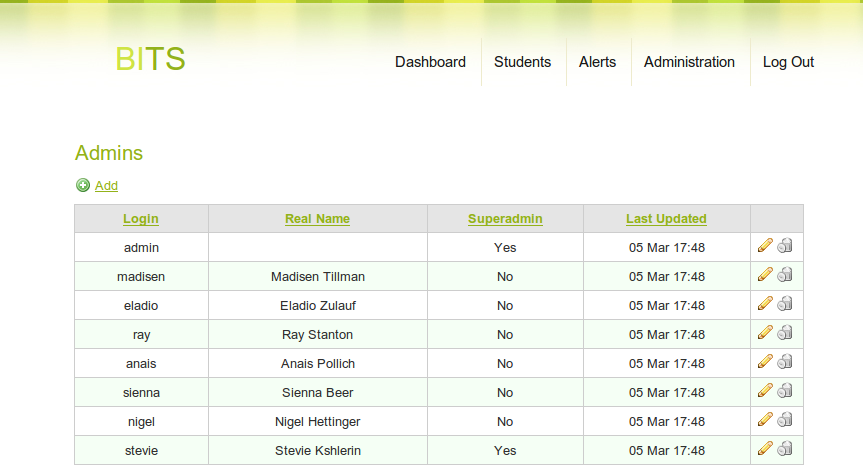 BITS
Dashboard Students Alerts Administration Log Out
Admins
Add
Login Real Name Superadmin Last Updated
admin Yes 05 Mar 17:48
madisen Madisen Tillman No 05 Mar 17:48
eladio Eladio Zulauf No 05 Mar 17:48
ray Ray Stanton No 05 Mar 17:48
anais Anais Pollich No 05 Mar 17:48
sienna Sienna Beer No 05 Mar 17:48
nigel Nigel Hettinger No 05 Mar 17:48
stevie Stevie Kshlerin Yes 05 Mar 17:48